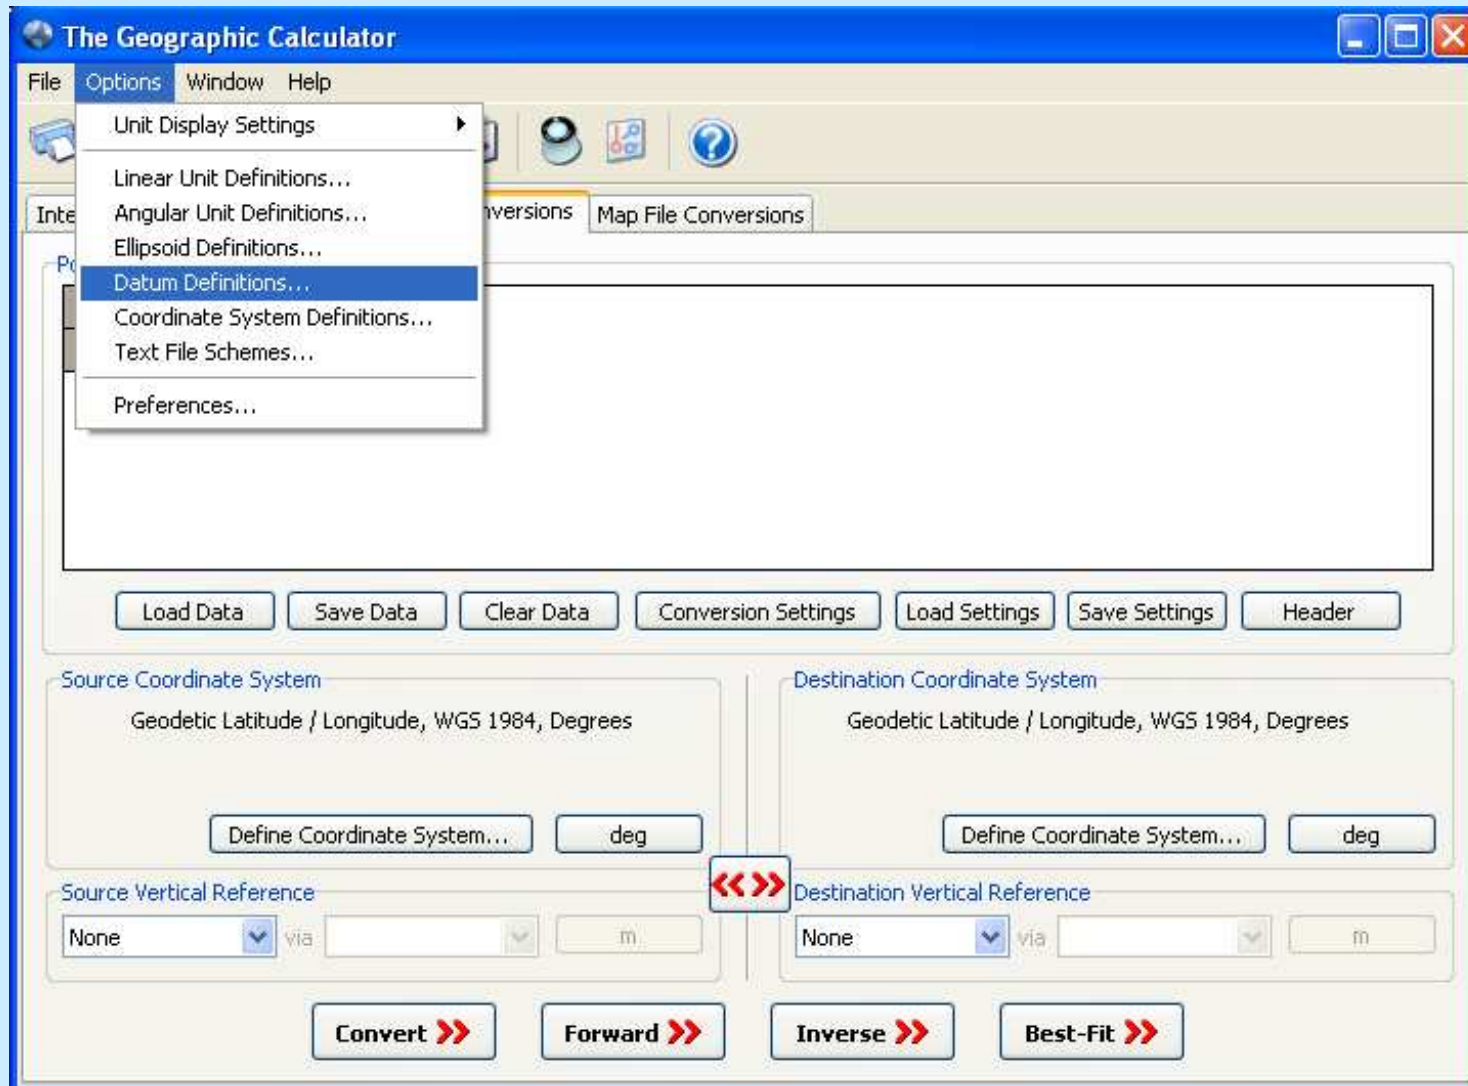 The Geographic Calculator
File Options Window Help
Unit Display Settings
Linear Unit Definitions...
Angular Unit Definitions...
Ellipsoid Definitions...
Datum Definitions...
Coordinate System Definitions...
Text File Schemes...
Preferences...
Inte
nversions
Map File Conversions
Po
Load Data Save Data Clear Data Conversion Settings Load Settings Save Settings Header
Source Coordinate System
Geodetic Latitude / Longitude, WGS 1984, Degrees
Define Coordinate System... deg
Destination Coordinate System
Geodetic Latitude / Longitude, WGS 1984, Degrees
Define Coordinate System... deg
Source Vertical Reference
None via m
Destination Vertical Reference
None via m
Convert Forward Inverse Best-Fit